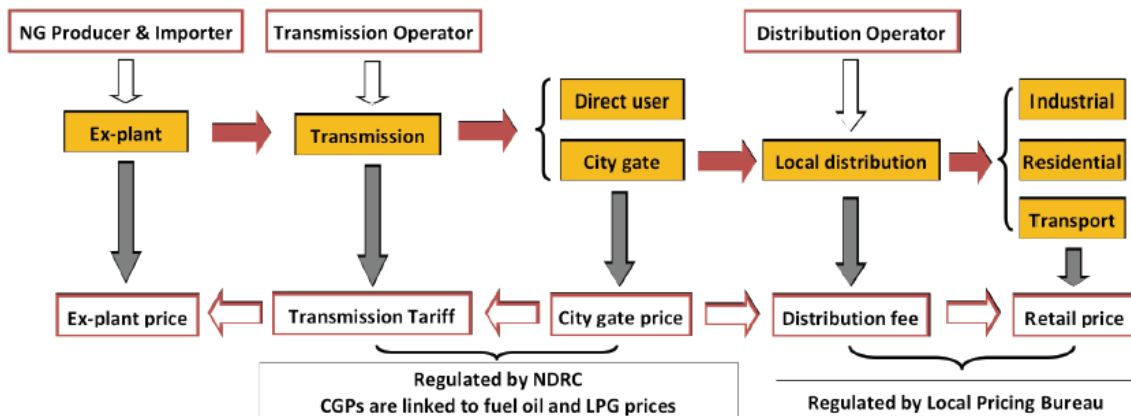 NG Producer & Importer
Transmission Operator
Distribution Operator
Direct user
Industrial
Ex-plant
Transmission
City gate
Local distribution
Residential
Transport
Ex-plant price
Transmission Tariff
City gate price
Distribution fee
Retail price
Regulated by NDRC
CGPs are linked to fuel oil and LPG prices
Regulated by Local Pricing Bureau